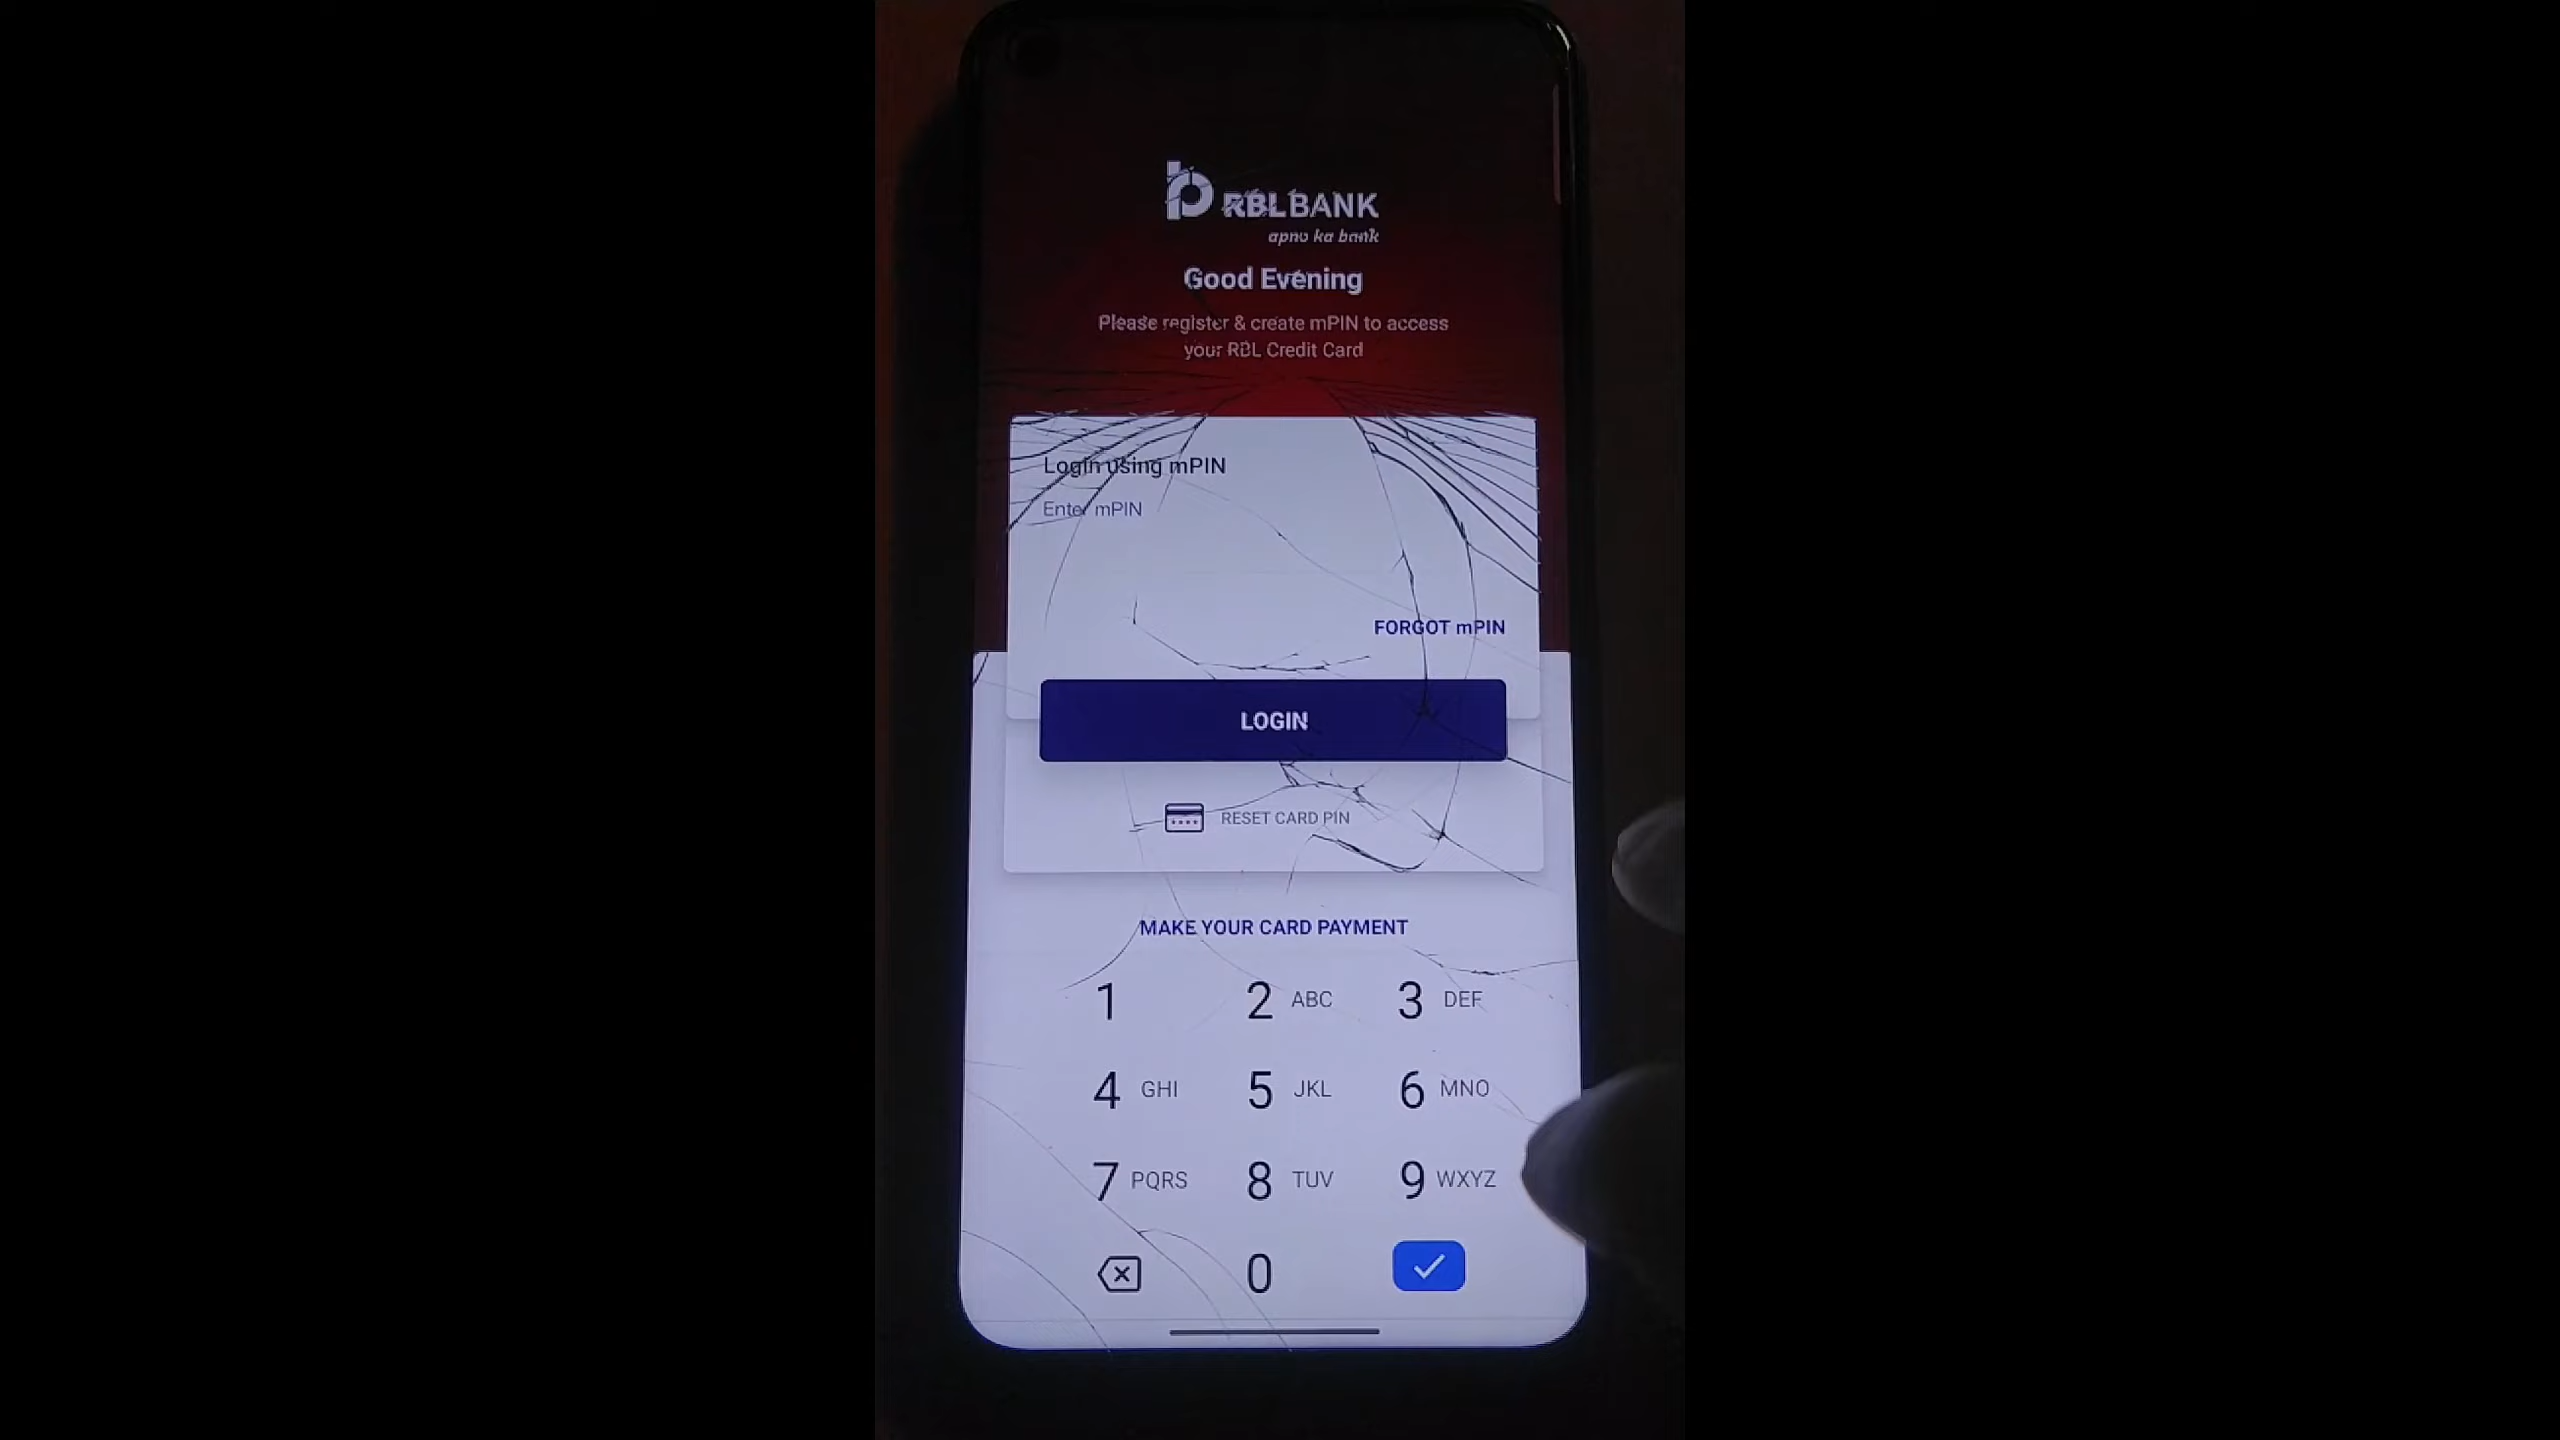 RBLBANK
apno ka bank
Good Evening
Please register & create mPIN to access
your RBL Credit Card
Login using mPIN
Enter mPIN
FORGOT mPIN
LOGIN
RESET CARD PIN
MAKE YOUR CARD PAYMENT
1 2 ABC 3 DEF
4 GHI 5 JKL 6 MNO
7 PQRS 8 TUV 9 WXYZ
0